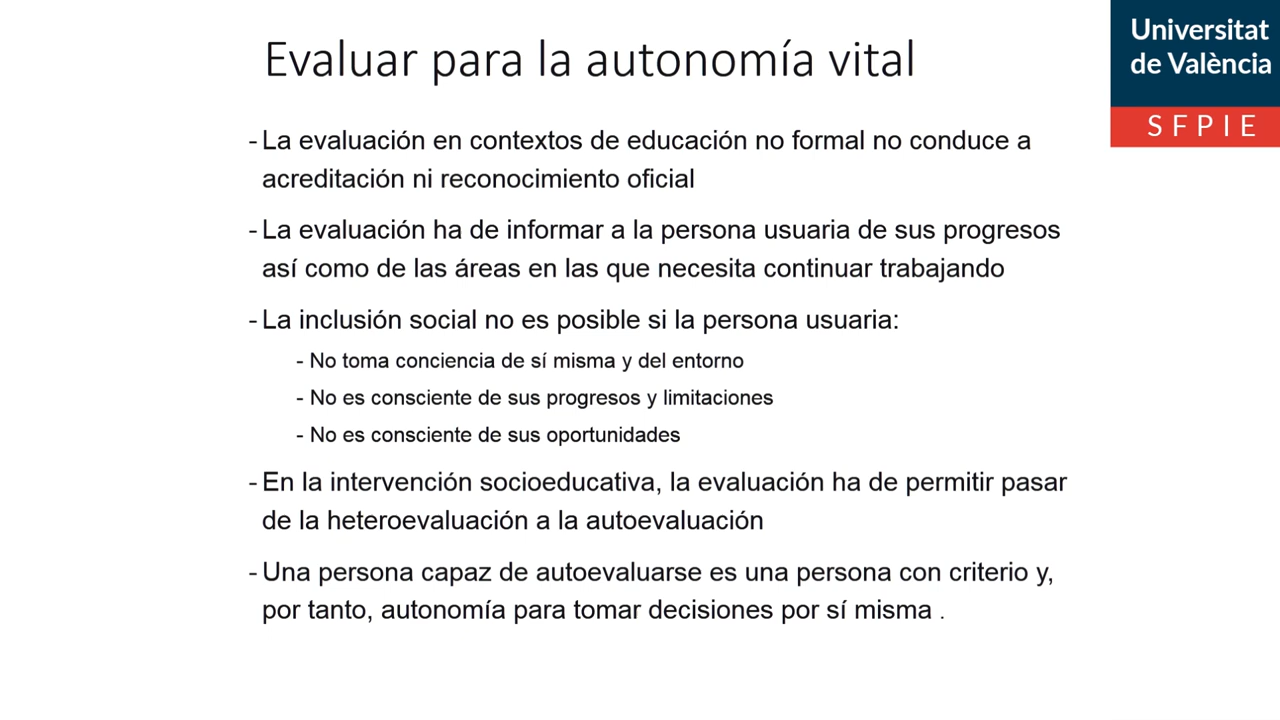 Evaluar para la autonomía vital
Universitat
de València
SFPIE
- La evaluación en contextos de educación no formal no conduce a
acreditación ni reconocimiento oficial
- La evaluación ha de informar a la persona usuaria de sus progresos
así como de las áreas en las que necesita continuar trabajando
- La inclusión social no es posible si la persona usuaria:
- No toma conciencia de sí misma y del entorno
- No es consciente de sus progresos y limitaciones
- No es consciente de sus oportunidades
- En la intervención socioeducativa, la evaluación ha de permitir pasar
de la heteroevaluación a la autoevaluación
- Una persona capaz de autoevaluarse es una persona con criterio y,
por tanto, autonomía para tomar decisiones por sí misma .